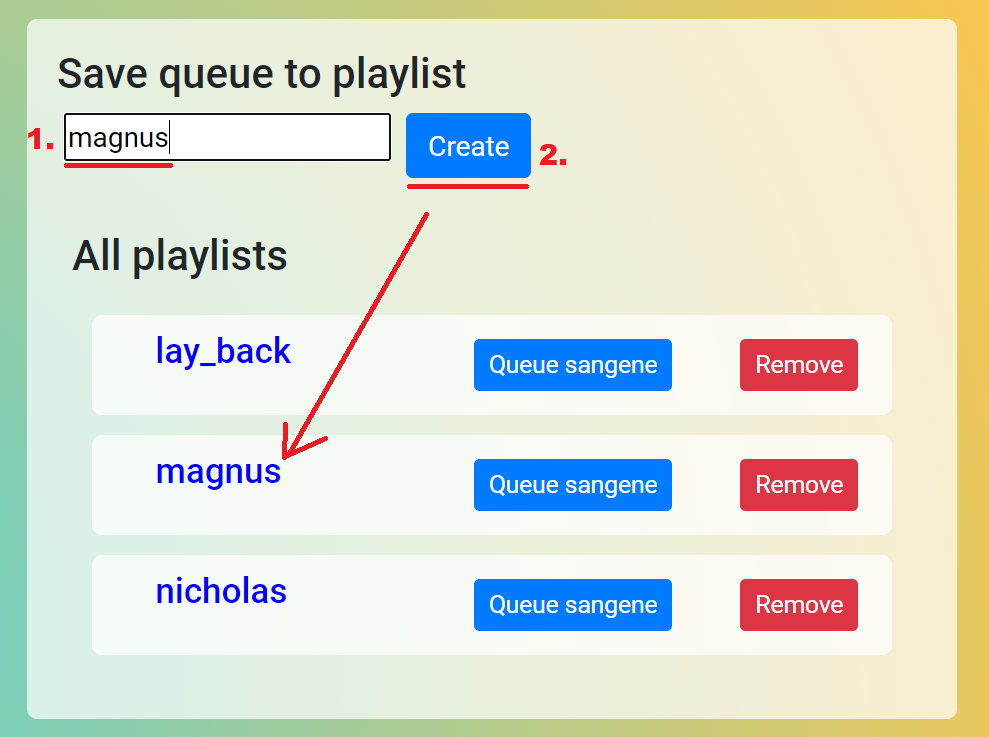 Save queue to playlist
1. magnus Create 2.
All playlists
lay_back Queue sangene Remove
magnus Queue sangene Remove
nicholas Queue sangene Remove